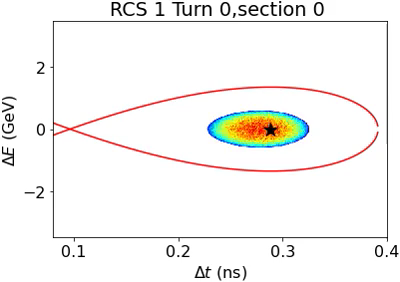 RCS 1 Turn 0,section 0
ΔE (GeV)
2
0
−2
0.1 0.2 0.3 0.4
Δt (ns)